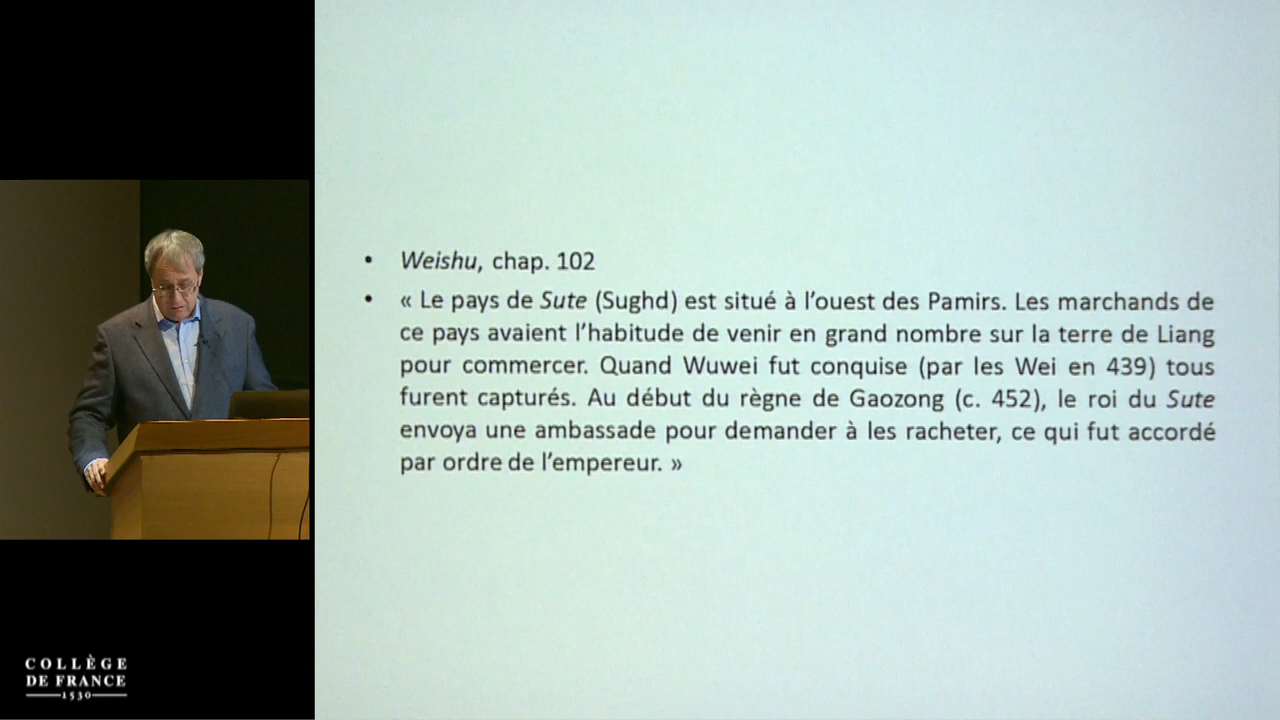 • Weishu, chap. 102
• « Le pays de Sute (Sughd) est situé à l’ouest des Pamirs. Les marchands de
ce pays avaient l’habitude de venir en grand nombre sur la terre de Liang
pour commercer. Quand Wuwei fut conquise (par les Wei en 439) tous
furent capturés. Au début du règne de Gaozong (c. 452), le roi du Sute
envoya une ambassade pour demander à les racheter, ce qui fut accordé
par ordre de l’empereur. »
COLLÈGE
DE FRANCE
1530